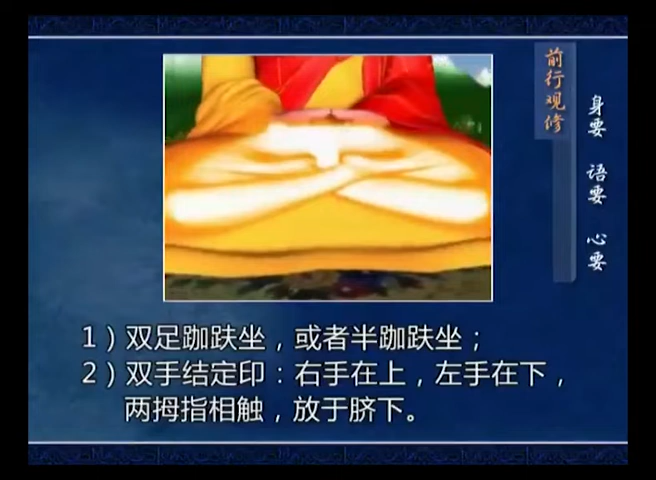 前行观修
身要 语要 心要
1）双足跏趺坐，或者半跏趺坐；
2）双手结定印：右手在上，左手在下，
两拇指相触，放于脐下。